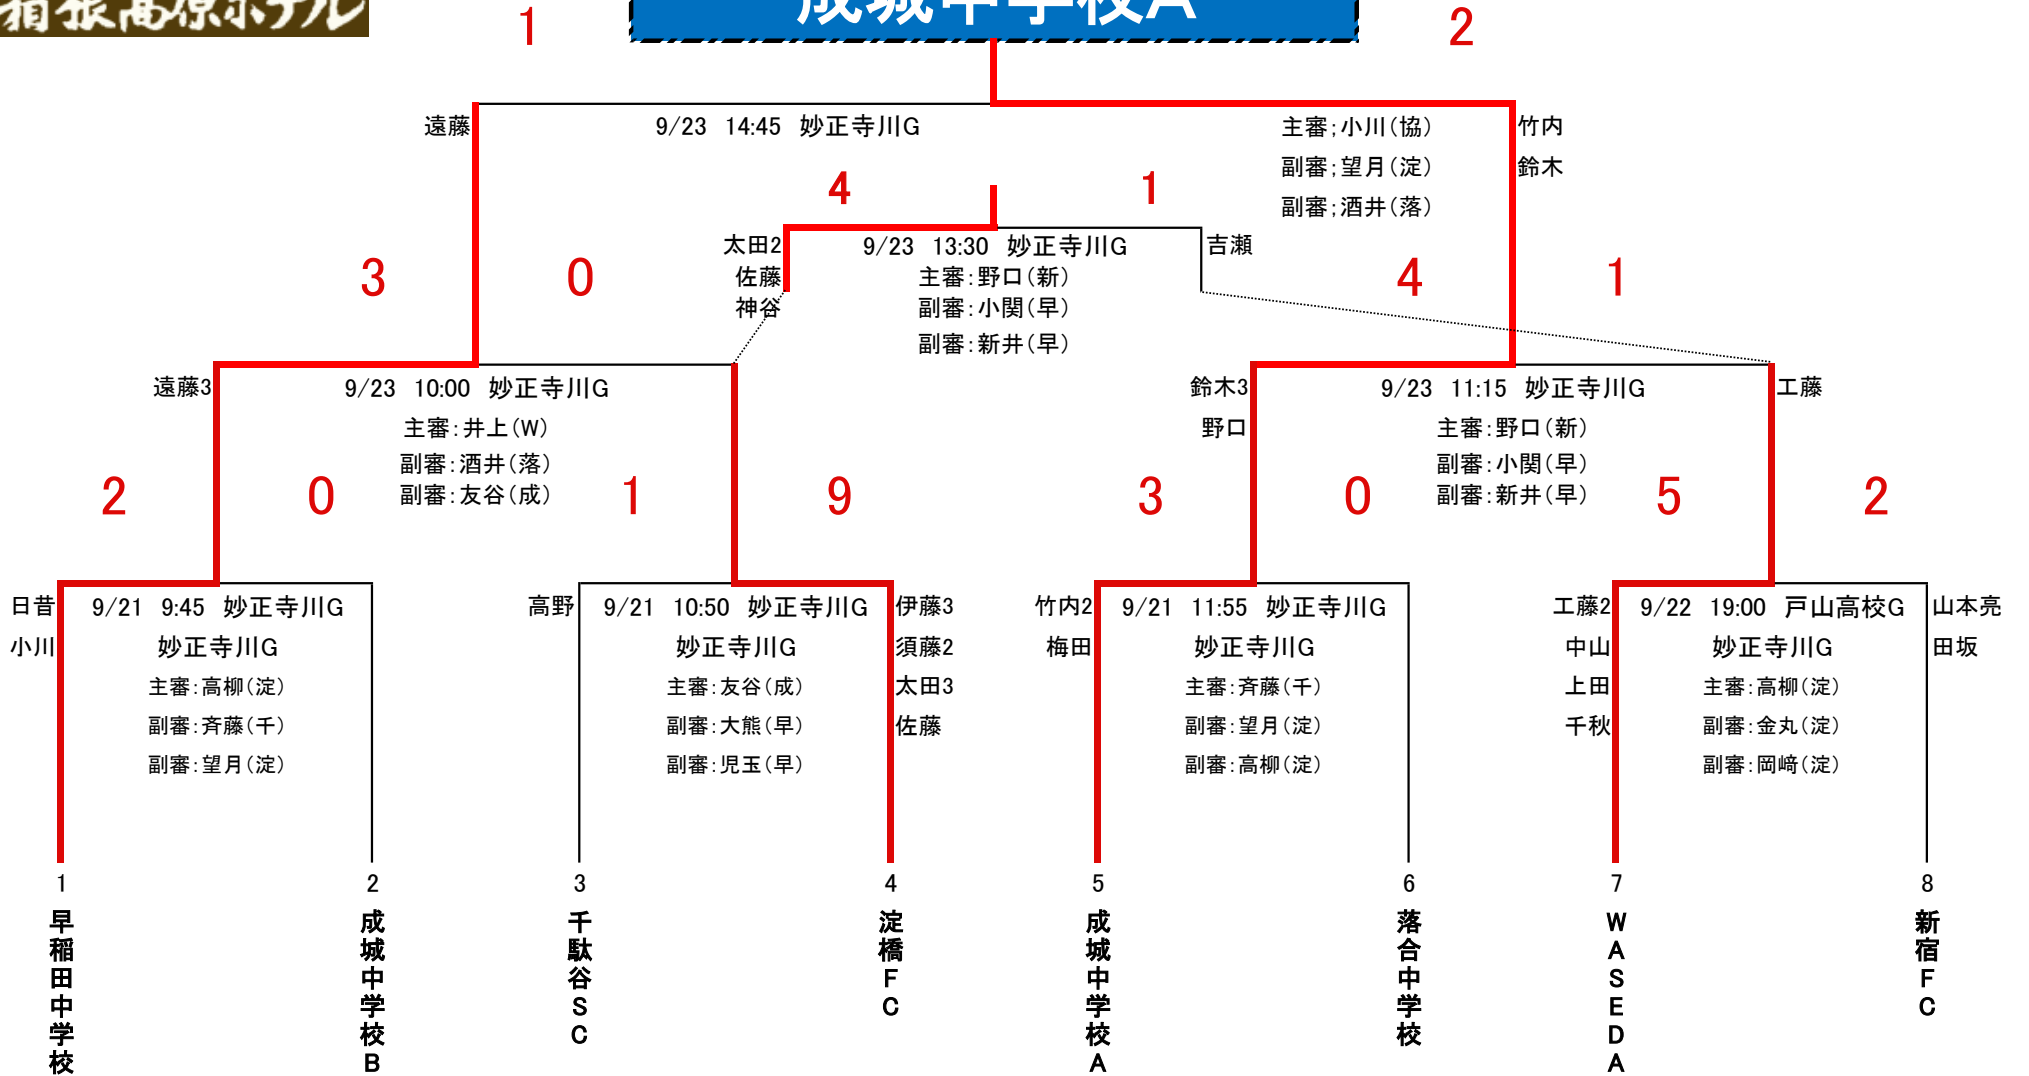 箱根高原ホテル
成城中学校A
1
2
遠藤
9/23 14:45 妙正寺川G
主審;小川(協)
竹内
副審;望月(淀)
鈴木
副審;酒井(落)
4
1
太田2
9/23 13:30 妙正寺川G
吉瀬
佐藤
主審:野口(新)
神谷
副審:小関(早)
副審:新井(早)
3
0
4
1
遠藤3
9/23 10:00 妙正寺川G
鈴木3
9/23 11:15 妙正寺川G
工藤
主審:井上(W)
野口
主審:野口(新)
副審:酒井(落)
副審:小関(早)
副審:友谷(成)
副審:新井(早)
2
0
1
9
3
0
5
2
日昔
9/21 9:45 妙正寺川G
小川
妙正寺川G
主審:高柳(淀)
副審:斉藤(千)
副審:望月(淀)
高野
9/21 10:50 妙正寺川G
伊藤3
妙正寺川G
須藤2
主審:友谷(成)
太田3
副審:大熊(早)
佐藤
副審:児玉(早)
竹内2
9/21 11:55 妙正寺川G
梅田
妙正寺川G
主審:斉藤(千)
副審:望月(淀)
副審:高柳(淀)
工藤2
9/22 19:00 戸山高校G
山本亮
中山
妙正寺川G
田坂
上田
主審:高柳(淀)
千秋
副審:金丸(淀)
副審:岡﨑(淀)
1
2
3
4
5
6
7
8
早稲田中学校
成城中学校B
千駄谷SC
淀橋FC
成城中学校A
落合中学校
WASEDA
新宿FC